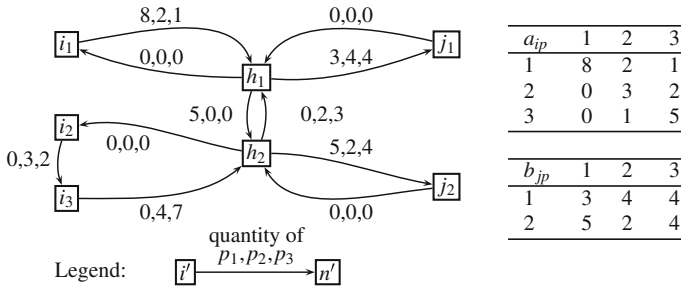 8,2,1
0,0,0
i₁
j₁
0,0,0
3,4,4
h₁
5,0,0
0,2,3
i₂
0,0,0
h₂
5,2,4
0,3,2
i₃
j₂
0,4,7
0,0,0
quantity of
p₁,p₂,p₃
Legend:
i'
n'
a_ip 1 2 3
1 8 2 1
2 0 3 2
3 0 1 5
b_jp 1 2 3
1 3 4 4
2 5 2 4